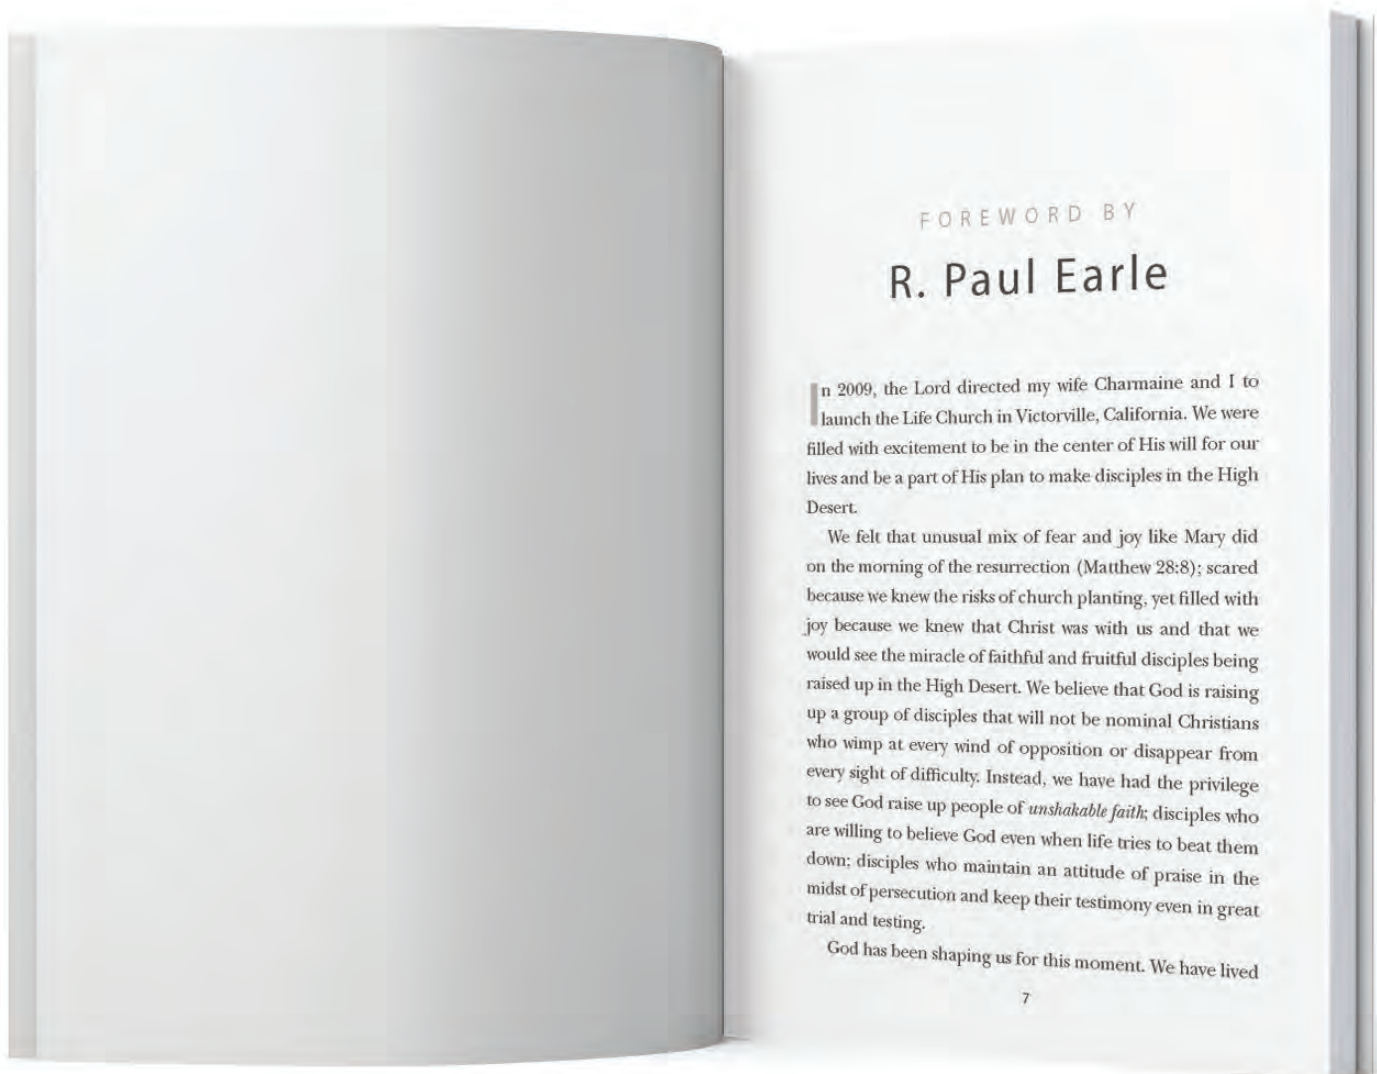 FOREWORD BY
R. Paul Earle
In 2009, the Lord directed my wife Charmaine and I to
launch the Life Church in Victorville, California. We were
filled with excitement to be in the center of His will for our
lives and be a part of His plan to make disciples in the High
Desert.
We felt that unusual mix of fear and joy like Mary did
on the morning of the resurrection (Matthew 28:8); scared
because we knew the risks of church planting, yet filled with
joy because we knew that Christ was with us and that we
would see the miracle of faithful and fruitful disciples being
raised up in the High Desert. We believe that God is raising
up a group of disciples that will not be nominal Christians
who wimp at every wind of opposition or disappear from
every sight of difficulty. Instead, we have had the privilege
to see God raise up people of unshakable faith; disciples who
are willing to believe God even when life tries to beat them
down; disciples who maintain an attitude of praise in the
midst of persecution and keep their testimony even in great
trial and testing.
God has been shaping us for this moment. We have lived
7